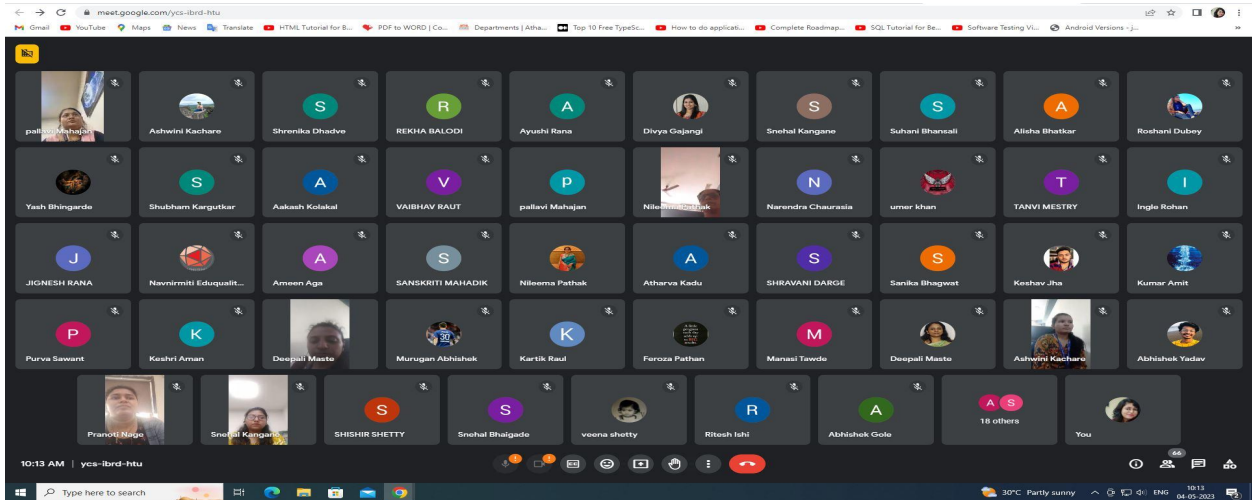 meet.google.com/ycs-ibrd-htu
Gmail YouTube Maps News Translate HTML Tutorial for B... PDF to WORD | Co... Departments | Atha... Top 10 Free TypeSc... How to do applicati... Complete Roadmap... SQL Tutorial for Be... Software Testing Vi... Android Versions - j... »
pallavi Mahajan Ashwini Kachare Shrenika Dhadve REKHA BALODI Ayushi Rana Divya Gajangi Snehal Kangane Suhani Bhansali Alisha Bhatkar Roshani Dubey
S R A S S A
Yash Bhingarde Shubham Kargutkar Aakash Kolakal VAIBHAV RAUT pallavi Mahajan Nileema Pathak Narendra Chaurasia umer khan TANVI MESTRY Ingle Rohan
S A V P N T I
JIGNESH RANA Navnirmiti Eduqualit... Ameen Aga SANSKRITI MAHADIK Nileema Pathak Atharva Kadu SHRAVANI DARGE Sanika Bhagwat Keshav Jha Kumar Amit
J A S A S S
Purva Sawant Keshri Aman Deepali Maste Murugan Abhishek Kartik Raul Feroza Pathan Manasi Tawde Deepali Maste Ashwini Kachare Abhishek Yadav
P K 30 K M
Pranoti Nage Snehal Kangane SHISHIR SHETTY Snehal Bhaigade veena shetty Ritesh Ishi Abhishek Gole 18 others You
S S R A A S
10:13 AM | ycs-ibrd-htu
66
Type here to search
30°C Partly sunny ENG 10:13
04-05-2023